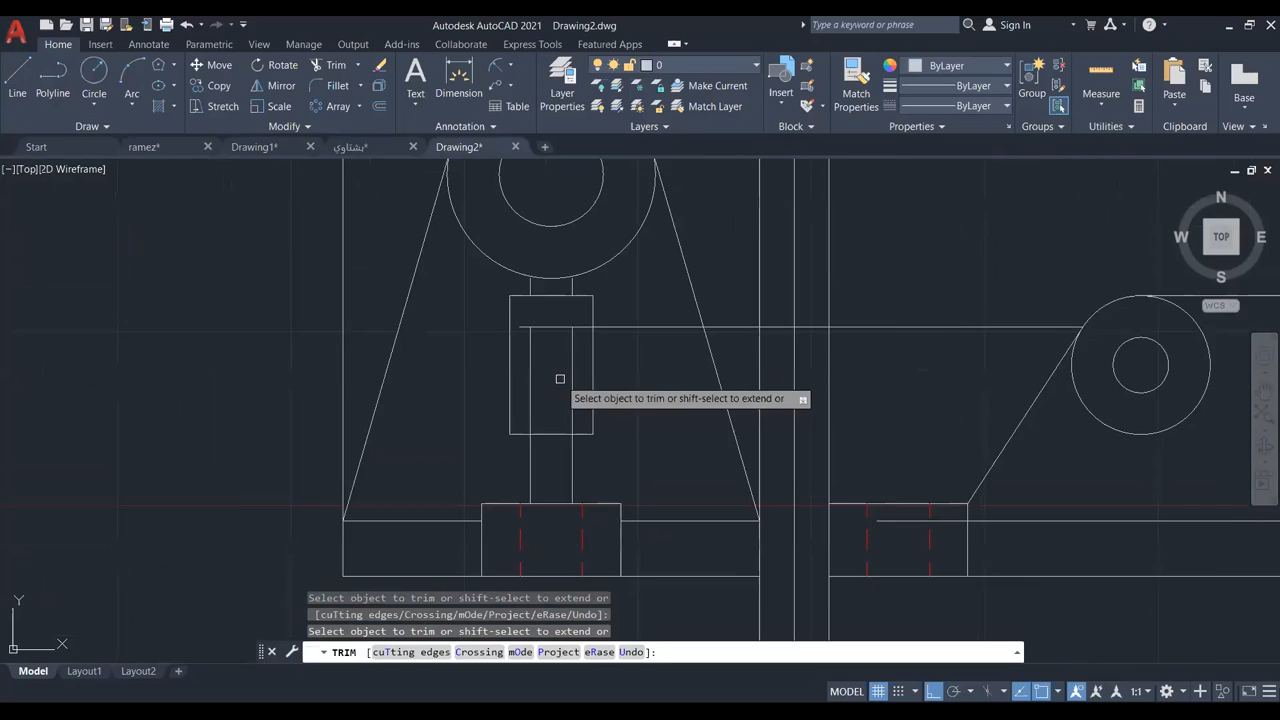 Autodesk AutoCAD 2021 Drawing2.dwg
Type a keyword or phrase
Sign In
Home Insert Annotate Parametric View Manage Output Add-ins Collaborate Express Tools Featured Apps
Line
Polyline
Circle
Arc
Draw
Move
Copy
Stretch
Rotate
Mirror
Scale
Trim
Fillet
Array
Modify
Text
Dimension
Table
Annotation
Layer
Properties
0
Make Current
Match Layer
Layers
Insert
Block
Match
Properties
ByLayer
ByLayer
ByLayer
Properties
Group
Groups
Measure
Utilities
Paste
Clipboard
Base
View
Start
ramez*
Drawing1*
بشتاوي*
Drawing2*
[−][Top][2D Wireframe]
N
W TOP E
S
WCS
Select object to trim or shift-select to extend or
Y
X
Select object to trim or shift-select to extend or
[cuTting edges/Crossing/mOde/Project/eRase/Undo]:
Select object to trim or shift-select to extend or
TRIM [cuTting edges Crossing mOde Project eRase Undo]:
Model Layout1 Layout2
MODEL
1:1